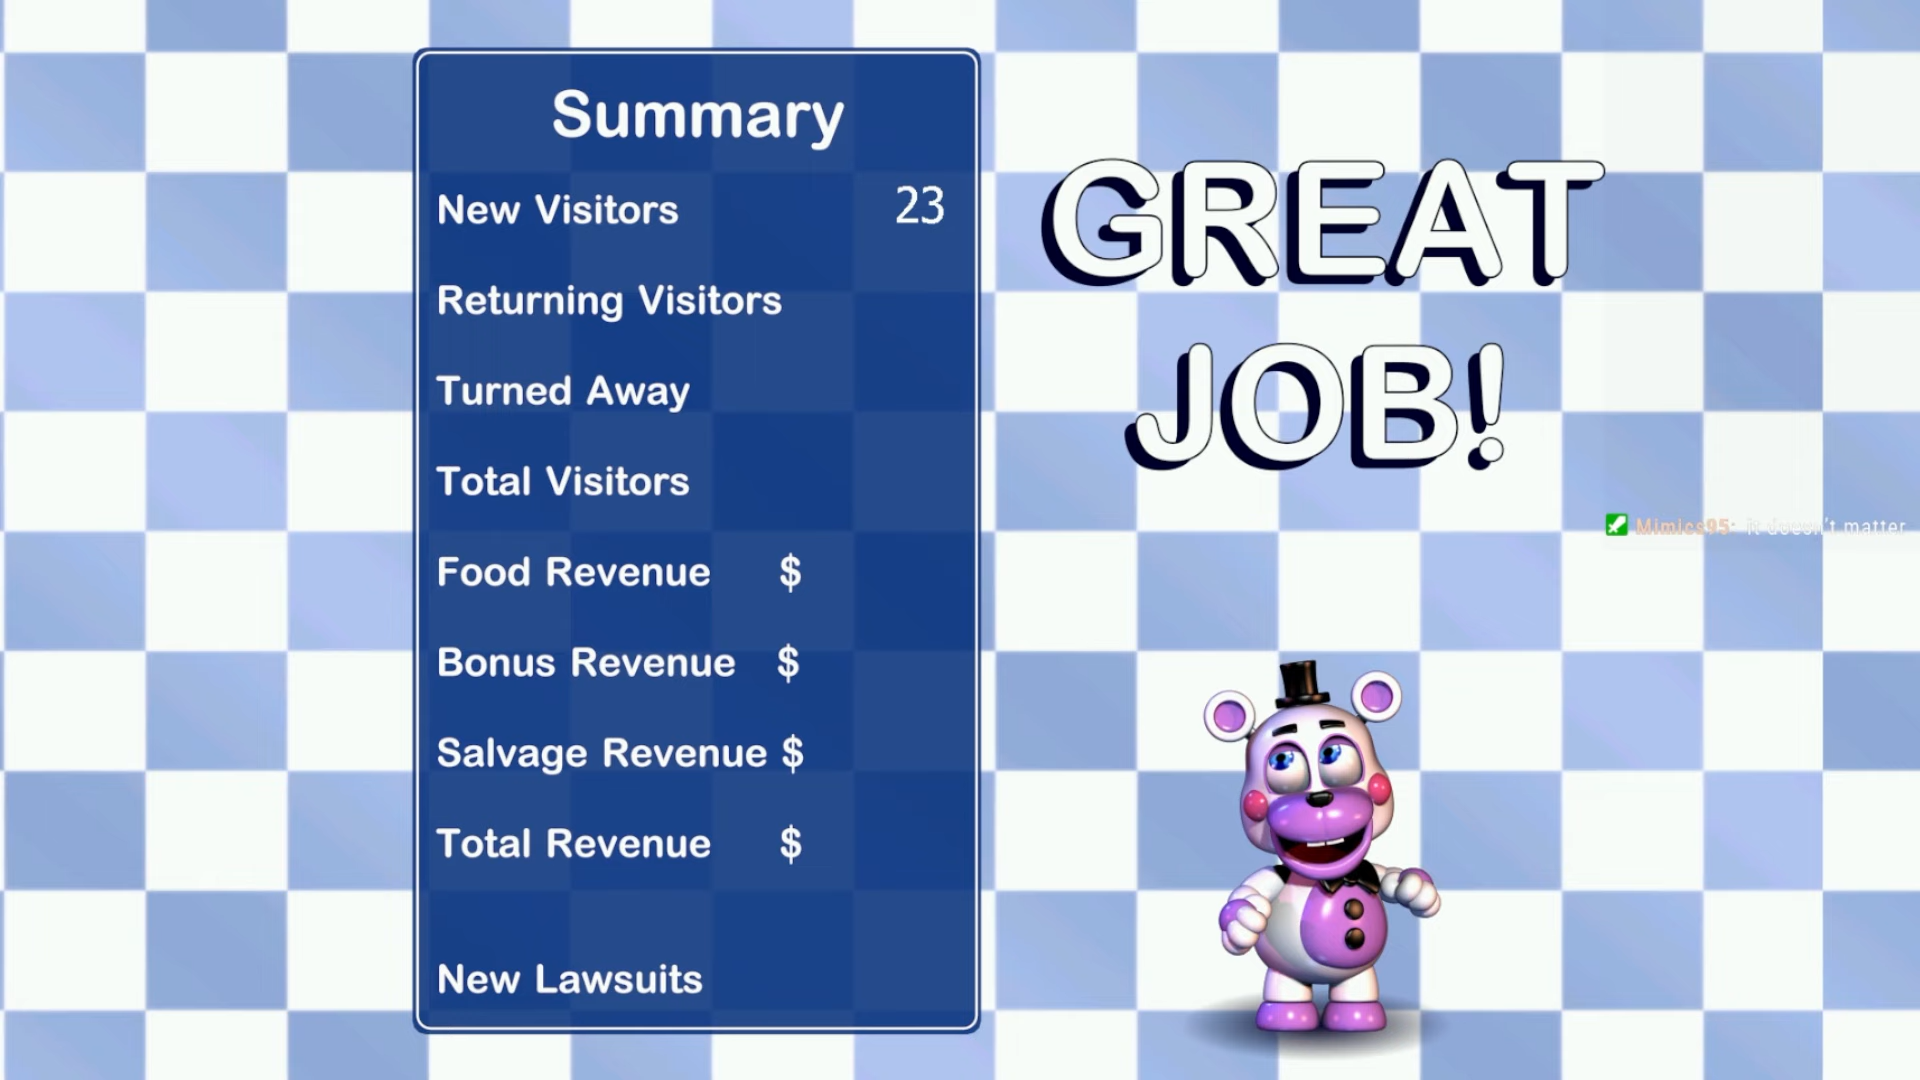 Summary
New Visitors 23
Returning Visitors
Turned Away
Total Visitors
Food Revenue $
Bonus Revenue $
Salvage Revenue $
Total Revenue $
New Lawsuits
GREAT
JOB!
Mimics95: it doesn't matter